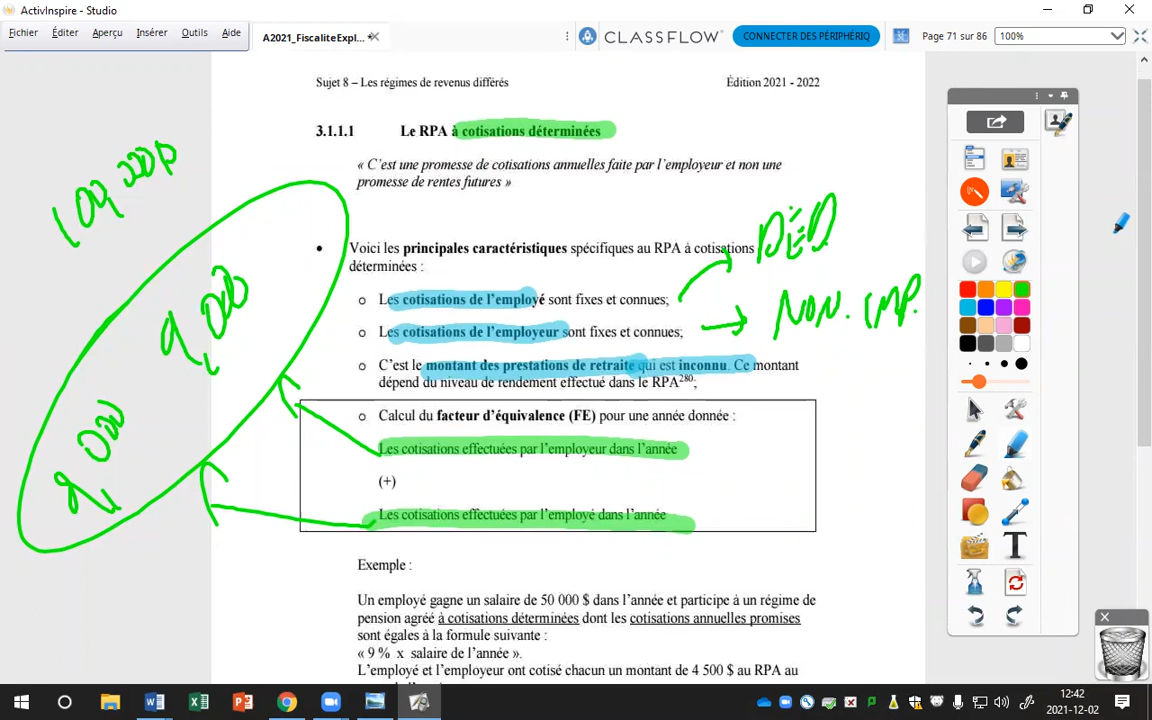 ActivInspire - Studio
Fichier Éditer Aperçu Insérer Outils Aide
A2021_FiscaliteExpl...
CLASSFLOW
CONNECTER DES PÉRIPHÉRIQ
Page 71 sur 86
100%
Sujet 8 – Les régimes de revenus différés
Édition 2021 - 2022
3.1.1.1 Le RPA à cotisations déterminées
« C'est une promesse de cotisations annuelles faite par l'employeur et non une
promesse de rentes futures »
100,000$
• Voici les principales caractéristiques spécifiques au RPA à cotisations
déterminées :
DÉD
o Les cotisations de l'employé sont fixes et connues;
NON. IMP.
o Les cotisations de l'employeur sont fixes et connues;
9,000
o C'est le montant des prestations de retraite qui est inconnu. Ce montant
dépend du niveau de rendement effectué dans le RPA280;
o Calcul du facteur d'équivalence (FE) pour une année donnée :
Les cotisations effectuées par l'employeur dans l'année
(+)
Les cotisations effectuées par l'employé dans l'année
Exemple :
Un employé gagne un salaire de 50 000 $ dans l'année et participe à un régime de
pension agréé à cotisations déterminées dont les cotisations annuelles promises
sont égales à la formule suivante :
« 9 % x salaire de l'année ».
L'employé et l'employeur ont cotisé chacun un montant de 4 500 $ au RPA au
12:42
2021-12-02